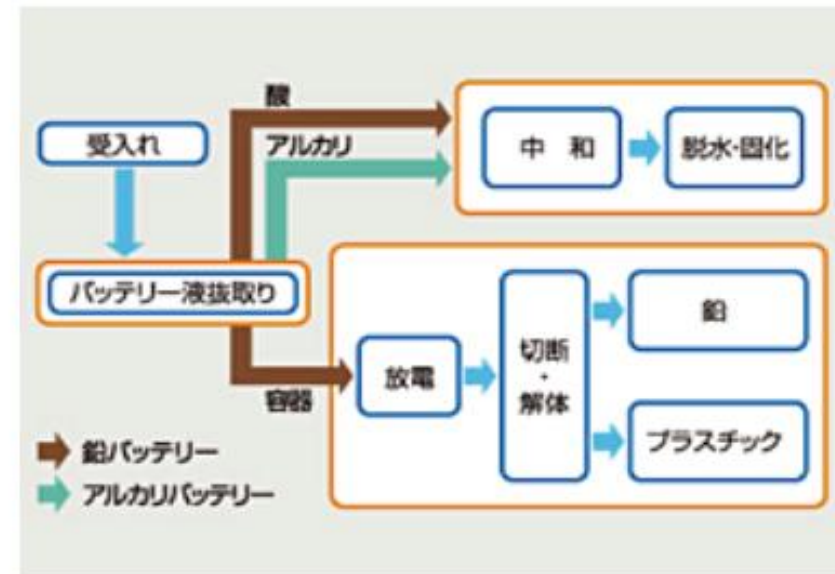 酸
受入れ
アルカリ
中 和
脱水・固化
バッテリー液抜取り
放電
切断
・
解体
鉛
プラスチック
容器
鉛バッテリー
アルカリバッテリー